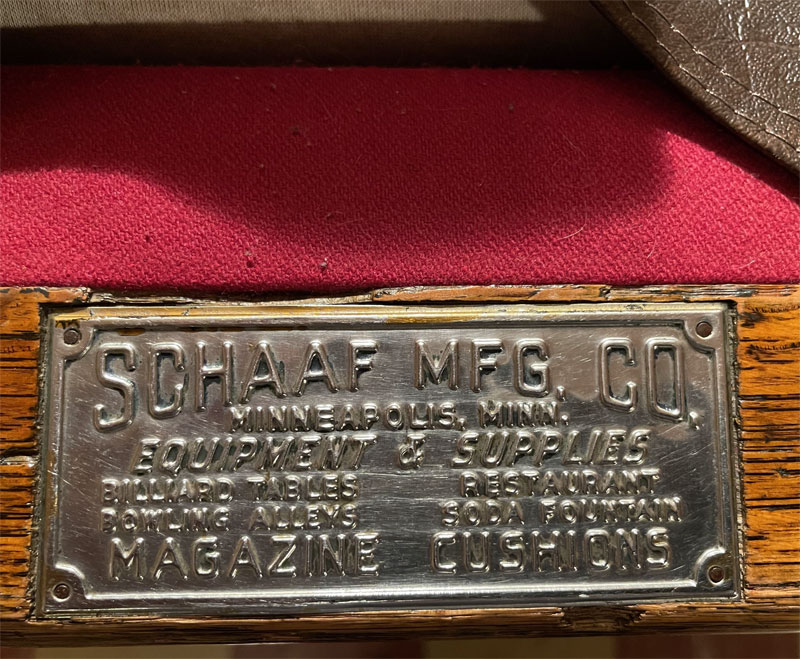 SCHAAF MFG. CO.
MINNEAPOLIS, MINN.
EQUIPMENT & SUPPLIES
BILLIARD TABLES RESTAURANT
BOWLING ALLEYS SODA FOUNTAIN
MAGAZINE CUSHIONS